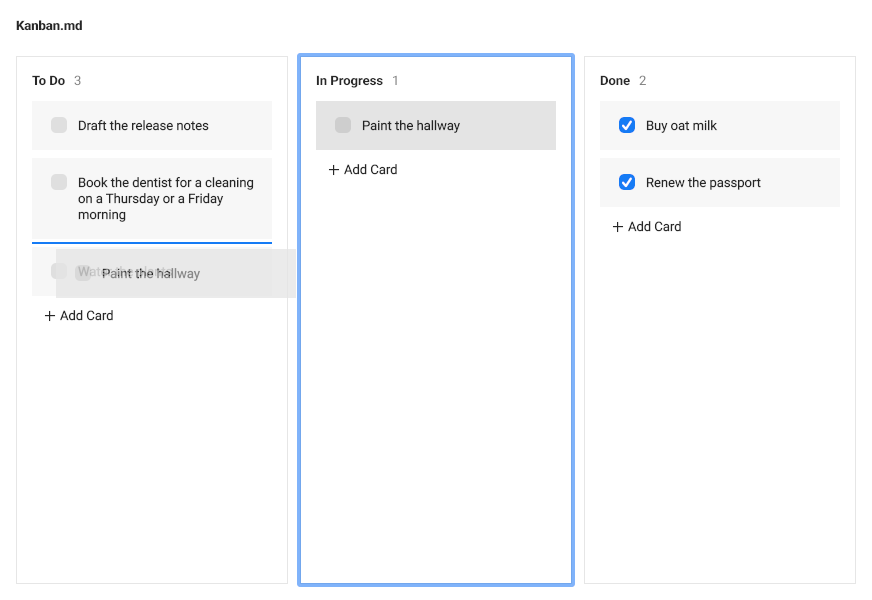 Kanban.md
To Do 3
Draft the release notes
Book the dentist for a cleaning
on a Thursday or a Friday
morning
Paint the hallway
+ Add Card
In Progress 1
Paint the hallway
+ Add Card
Done 2
Buy oat milk
Renew the passport
+ Add Card